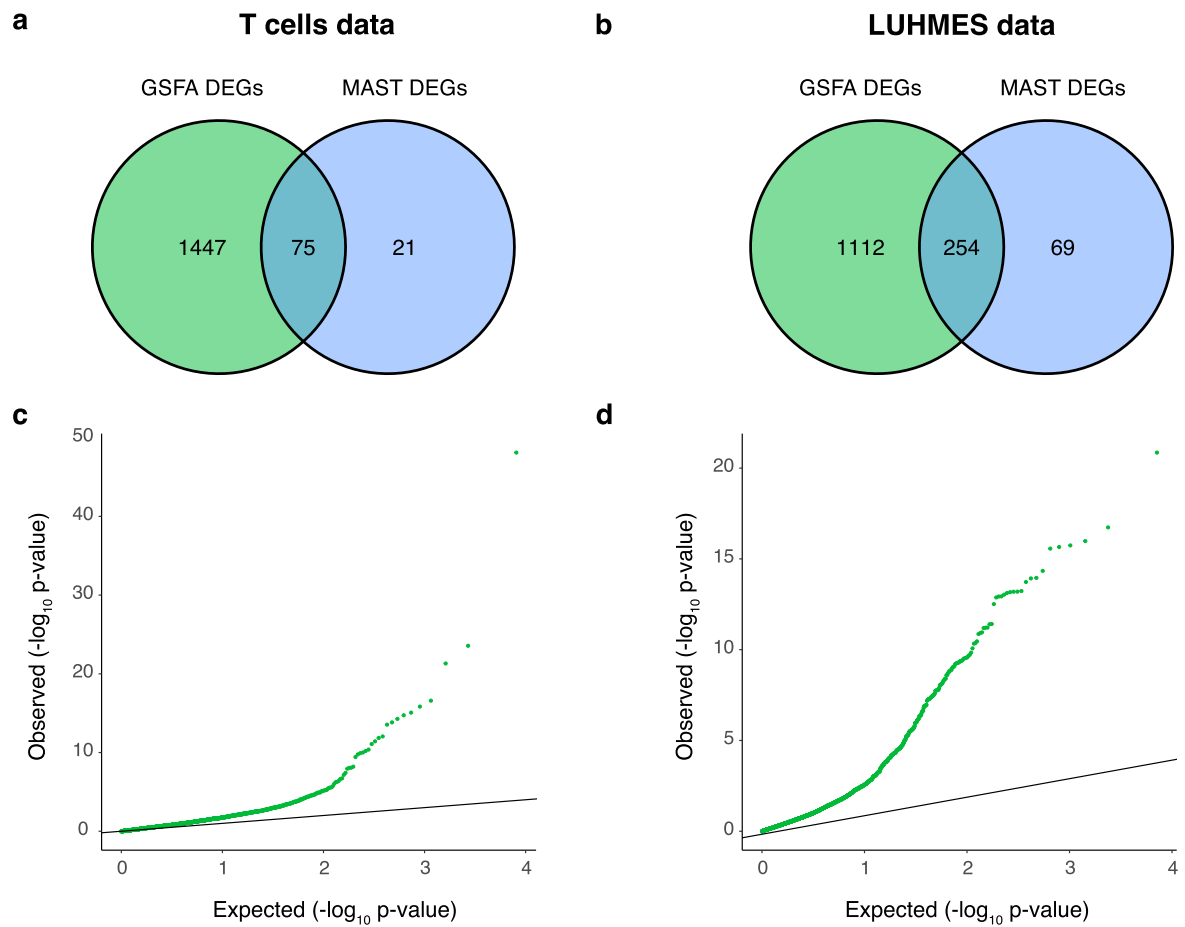 a
T cells data
GSFA DEGs
MAST DEGs
1447
75
21
b
LUHMES data
GSFA DEGs
MAST DEGs
1112
254
69
c
Observed (-log10 p-value)
50
40
30
20
10
0
0
1
2
3
4
Expected (-log10 p-value)
d
Observed (-log10 p-value)
20
15
10
5
0
0
1
2
3
4
Expected (-log10 p-value)